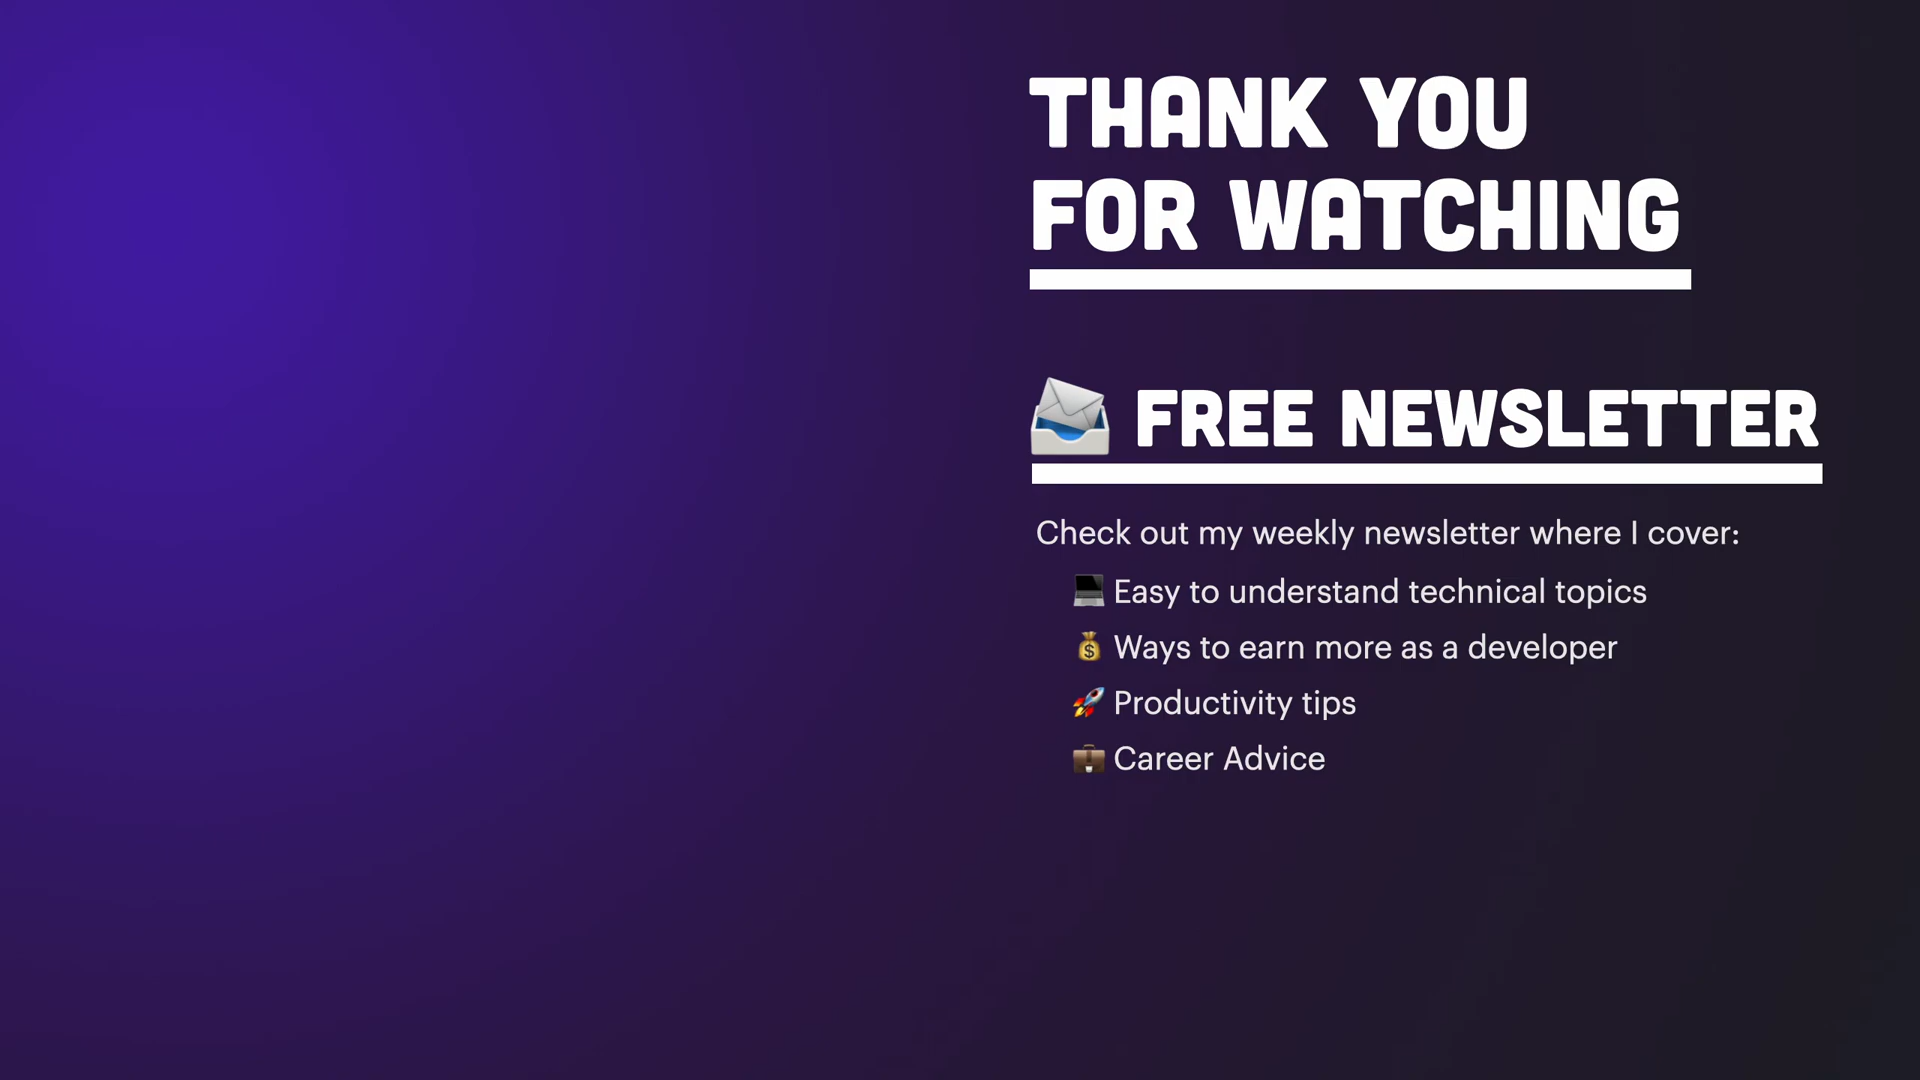 THANK YOU
FOR WATCHING
FREE NEWSLETTER
Check out my weekly newsletter where I cover:
Easy to understand technical topics
Ways to earn more as a developer
Productivity tips
Career Advice